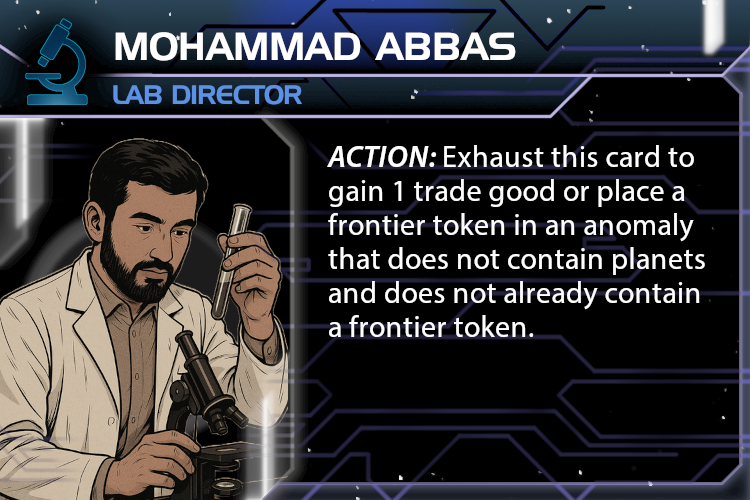 MOHAMMAD ABBAS
LAB DIRECTOR
ACTION: Exhaust this card to
gain 1 trade good or place a
frontier token in an anomaly
that does not contain planets
and does not already contain
a frontier token.